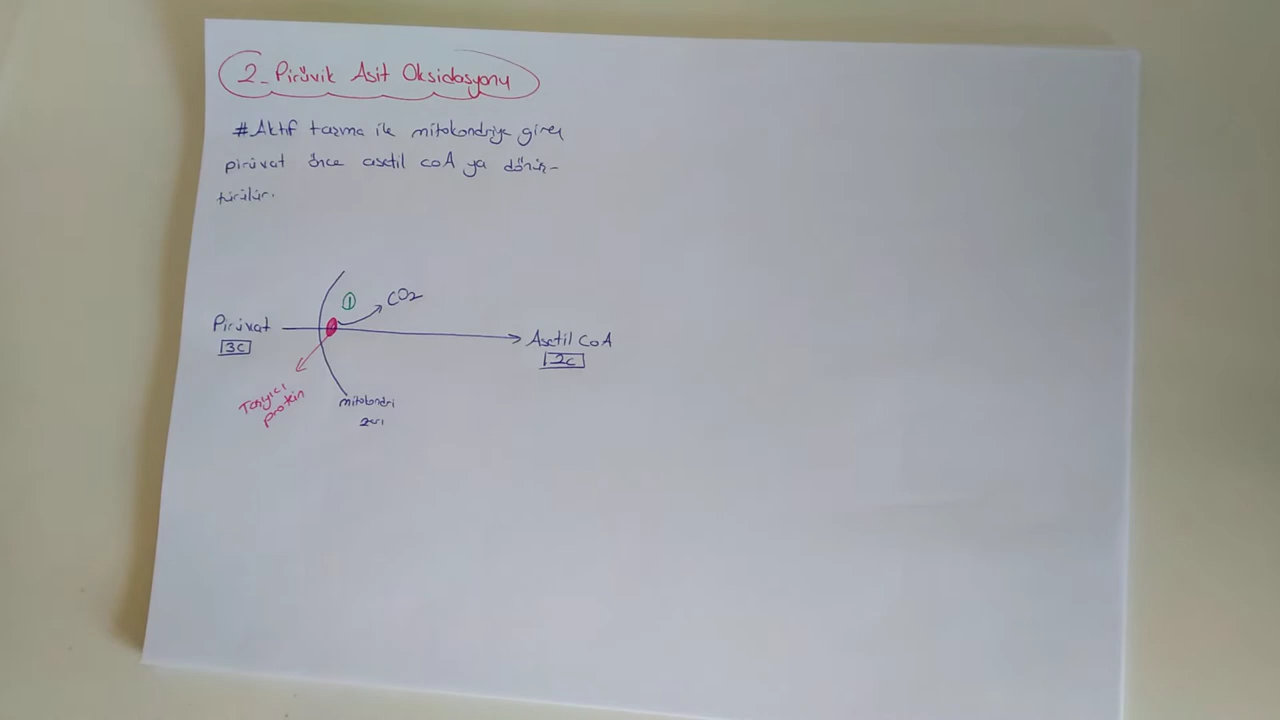 2_Pirüvik Asit Oksidasyonu
#Aktif taşıma ile mitokondriye giren
pirüvat önce asetil CoA ya dönüş-
türülür.
① CO2
Pirüvat
3C
Asetil CoA
2C
Taşıyıcı
protein
mitokondri
zarı